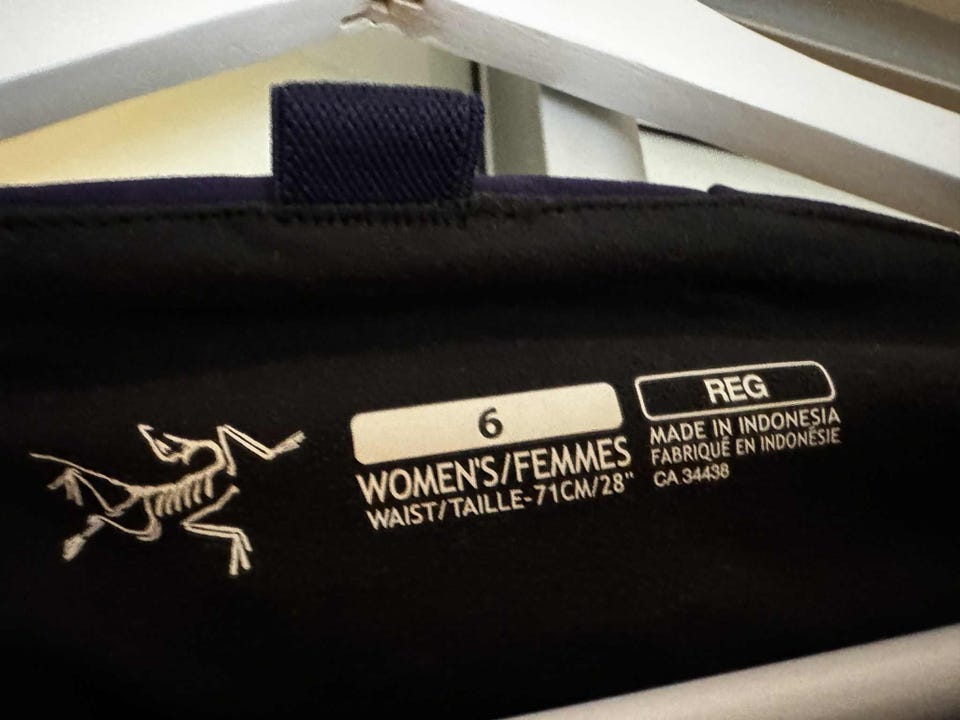 6
WOMEN'S/FEMMES
WAIST/TAILLE-71CM/28"
REG
MADE IN INDONESIA
FABRIQUÉ EN INDONÉSIE
CA 34438